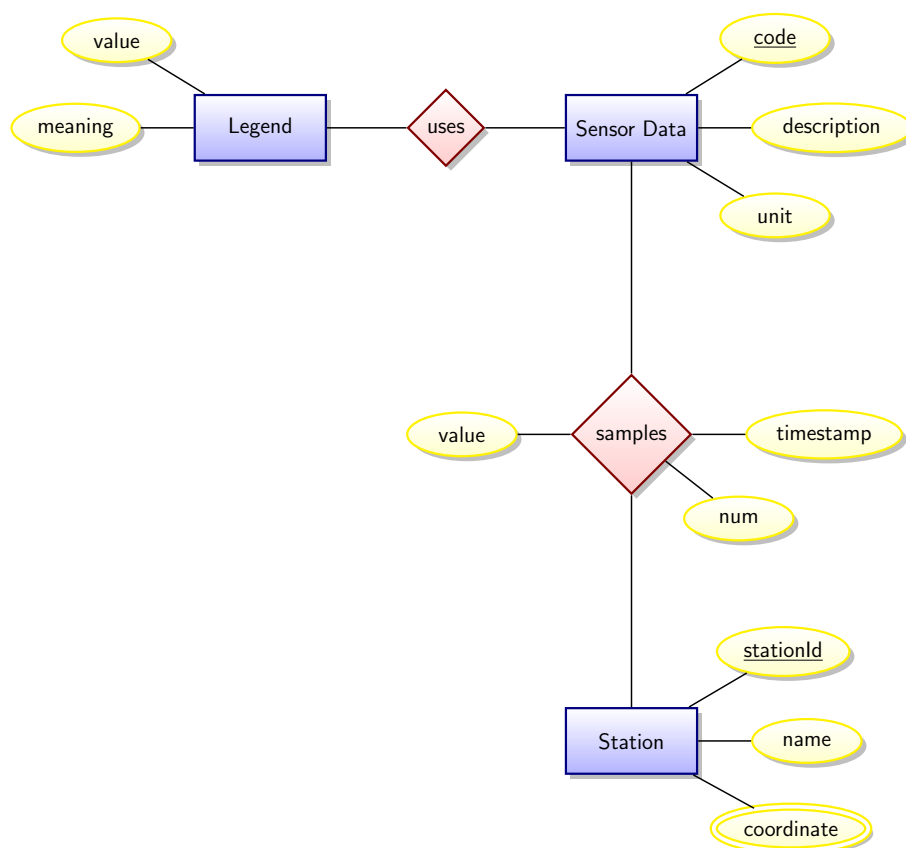 value
code
meaning
Legend
uses
Sensor Data
description
unit
value
samples
timestamp
num
stationId
Station
name
coordinate